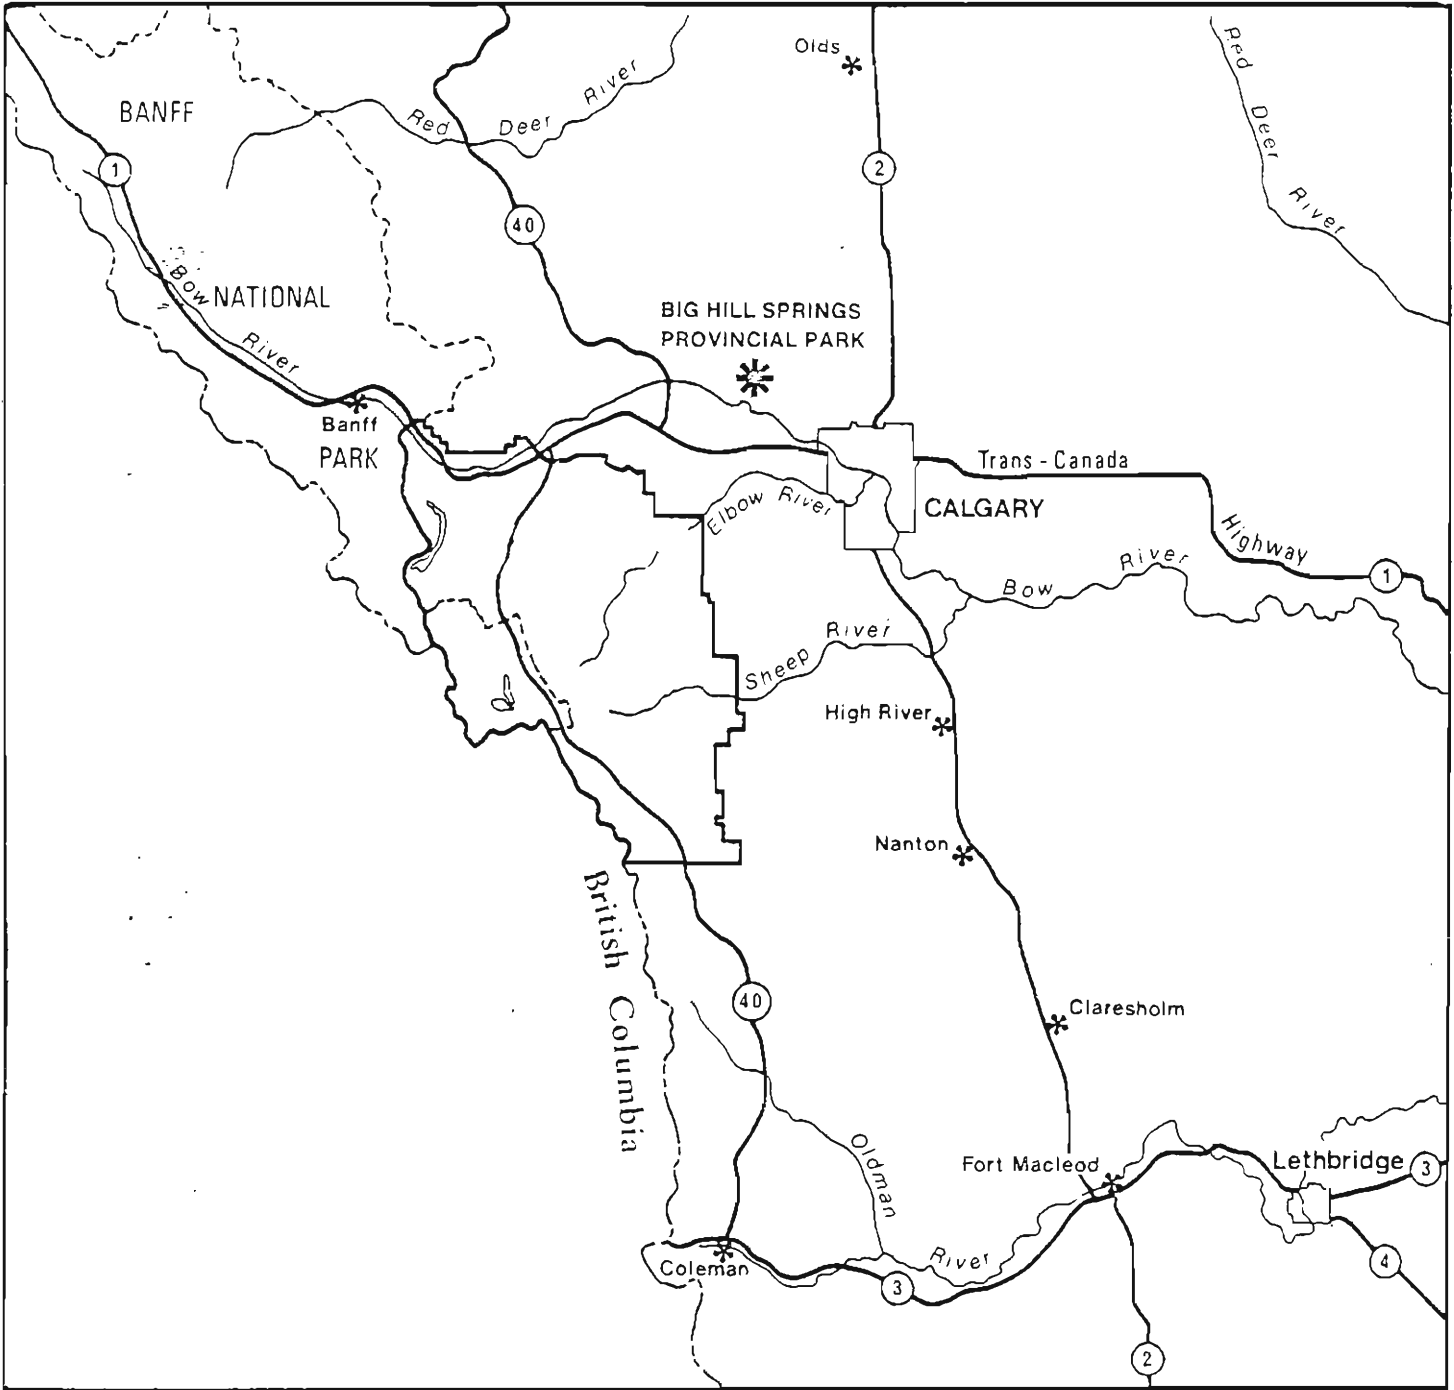 Olds
Red Deer River
BANFF
Red Deer River
1
2
40
Bow
NATIONAL
River
BIG HILL SPRINGS
PROVINCIAL PARK
Banff
PARK
Trans - Canada
Elbow River
CALGARY
Highway
1
Bow River
Sheep River
High River
Nanton
British Columbia
40
Claresholm
Oldman
Fort Macleod
Lethbridge
3
River
Coleman
3
4
2